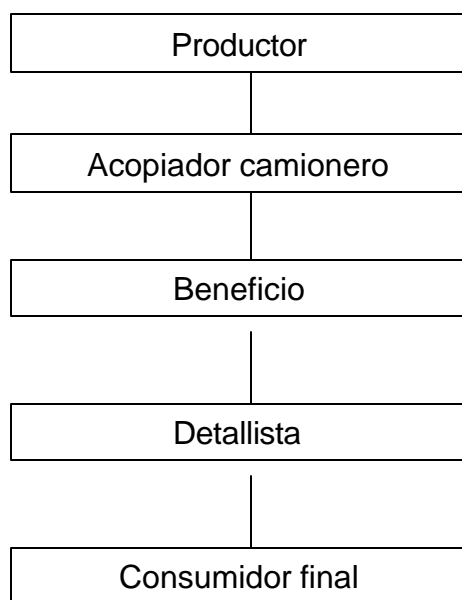 Productor
Acopiador camionero
Beneficio
Detallista
Consumidor final